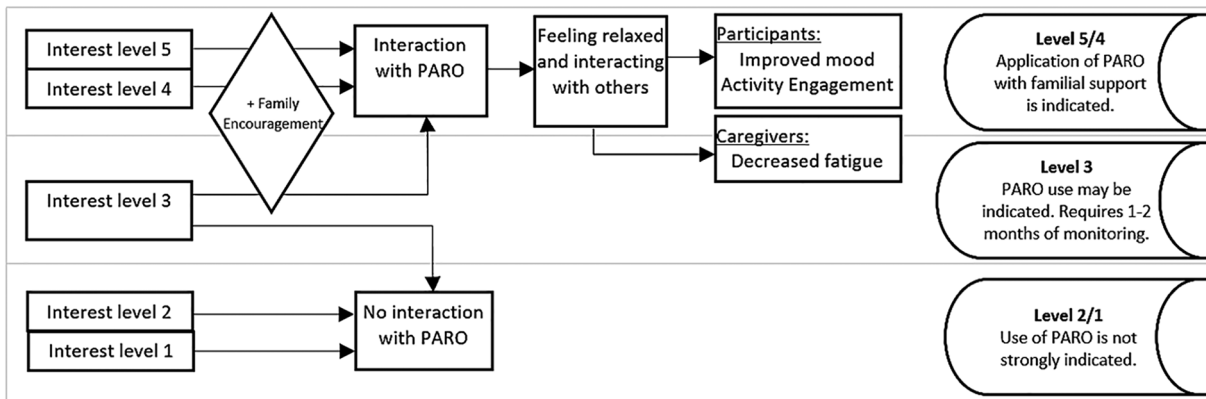 Interest level 5
Interest level 4
+ Family
Encouragement
Interaction
with PARO
Feeling relaxed
and interacting
with others
Participants:
Improved mood
Activity Engagement
Caregivers:
Decreased fatigue
Level 5/4
Application of PARO
with familial support
is indicated.
Interest level 3
Level 3
PARO use may be
indicated. Requires 1-2
months of monitoring.
Interest level 2
Interest level 1
No interaction
with PARO
Level 2/1
Use of PARO is not
strongly indicated.